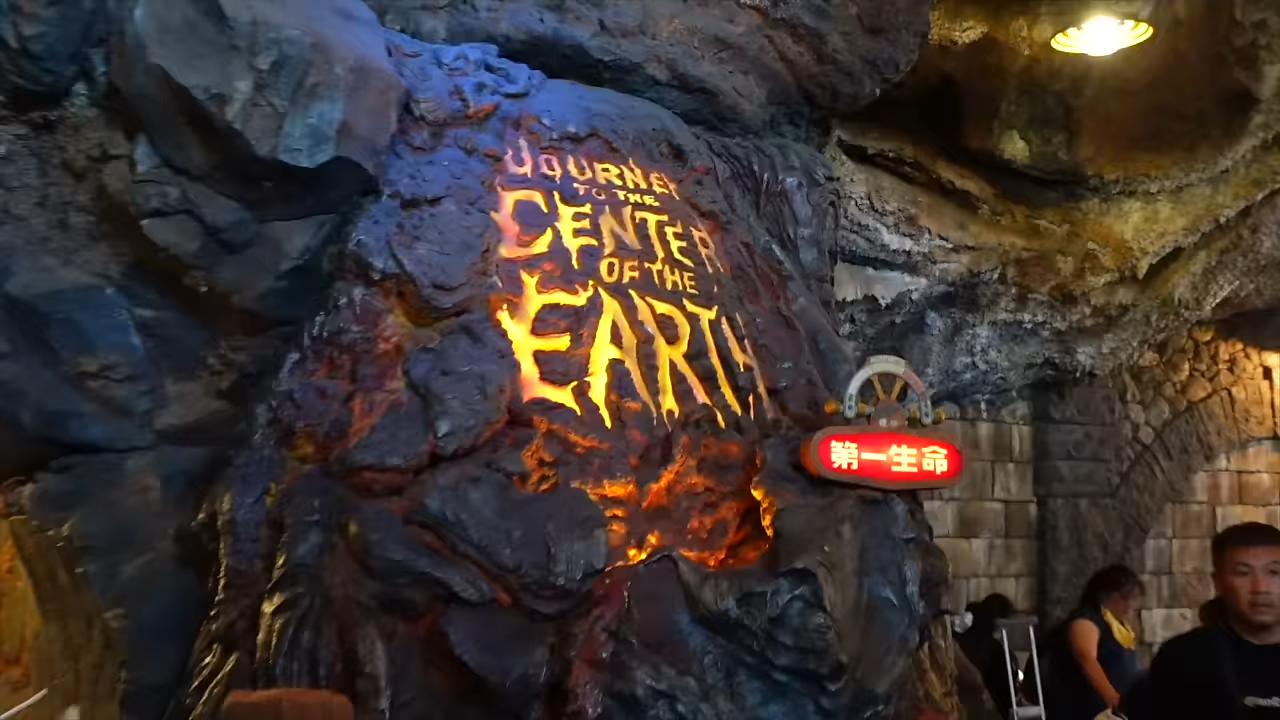 JOURNEY
TO THE
CENTER
OF THE
EARTH
第一生命